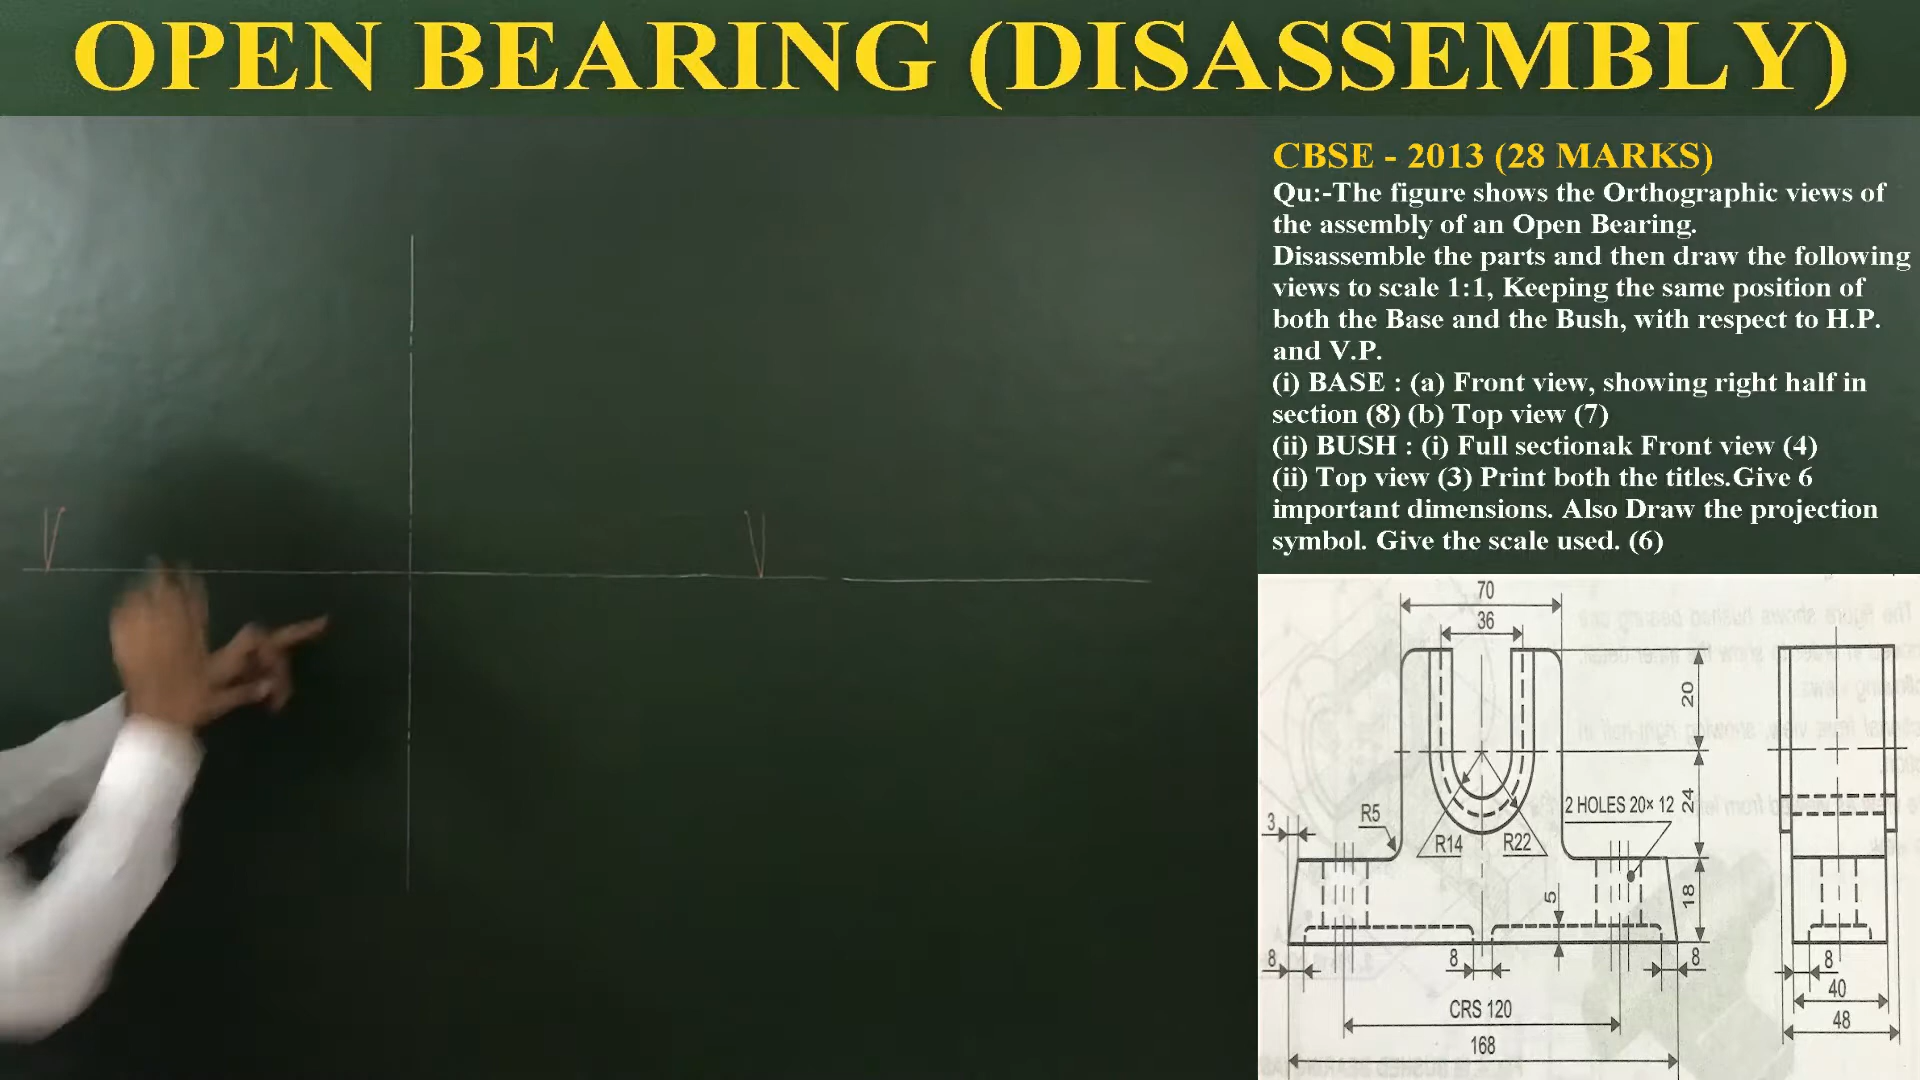 OPEN BEARING (DISASSEMBLY)
CBSE - 2013 (28 MARKS)
Qu:-The figure shows the Orthographic views of
the assembly of an Open Bearing.
Disassemble the parts and then draw the following
views to scale 1:1, Keeping the same position of
both the Base and the Bush, with respect to H.P.
and V.P.
(i) BASE : (a) Front view, showing right half in
section (8) (b) Top view (7)
(ii) BUSH : (i) Full sectionak Front view (4)
(ii) Top view (3) Print both the titles.Give 6
important dimensions. Also Draw the projection
symbol. Give the scale used. (6)
70
36
20
2 HOLES 20× 12
24
R5
3
R14
R22
5
18
8
8
8
8
40
CRS 120
48
168